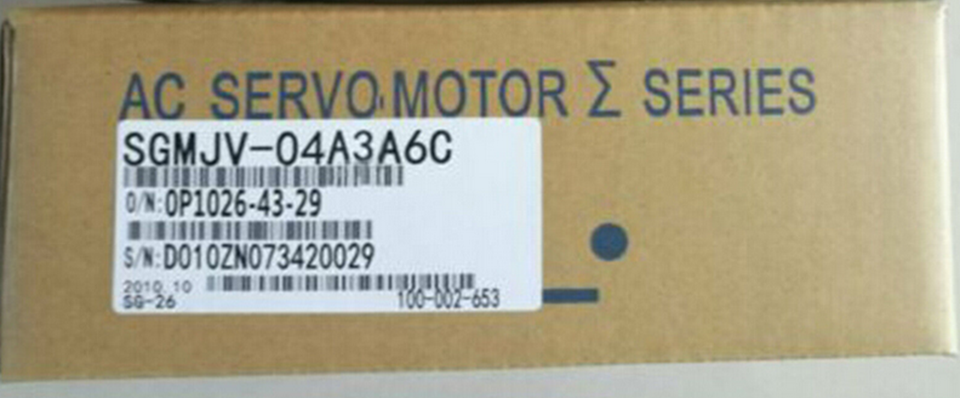 AC SERVO MOTOR Σ SERIES
SGMJV-04A3A6C
O/N:OP1026-43-29
S/N:D010ZN073420029
2010.10
SG-26
100-002-653